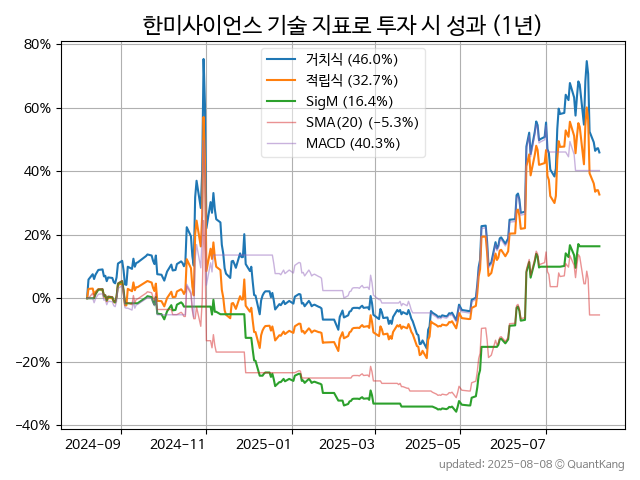 한미사이언스 기술 지표로 투자 시 성과 (1년)
80%
60%
40%
20%
0%
−20%
−40%
거치식 (46.0%)
적립식 (32.7%)
SigM (16.4%)
SMA(20) (−5.3%)
MACD (40.3%)
2024-09
2024-11
2025-01
2025-03
2025-05
2025-07
updated: 2025-08-08 © QuantKang